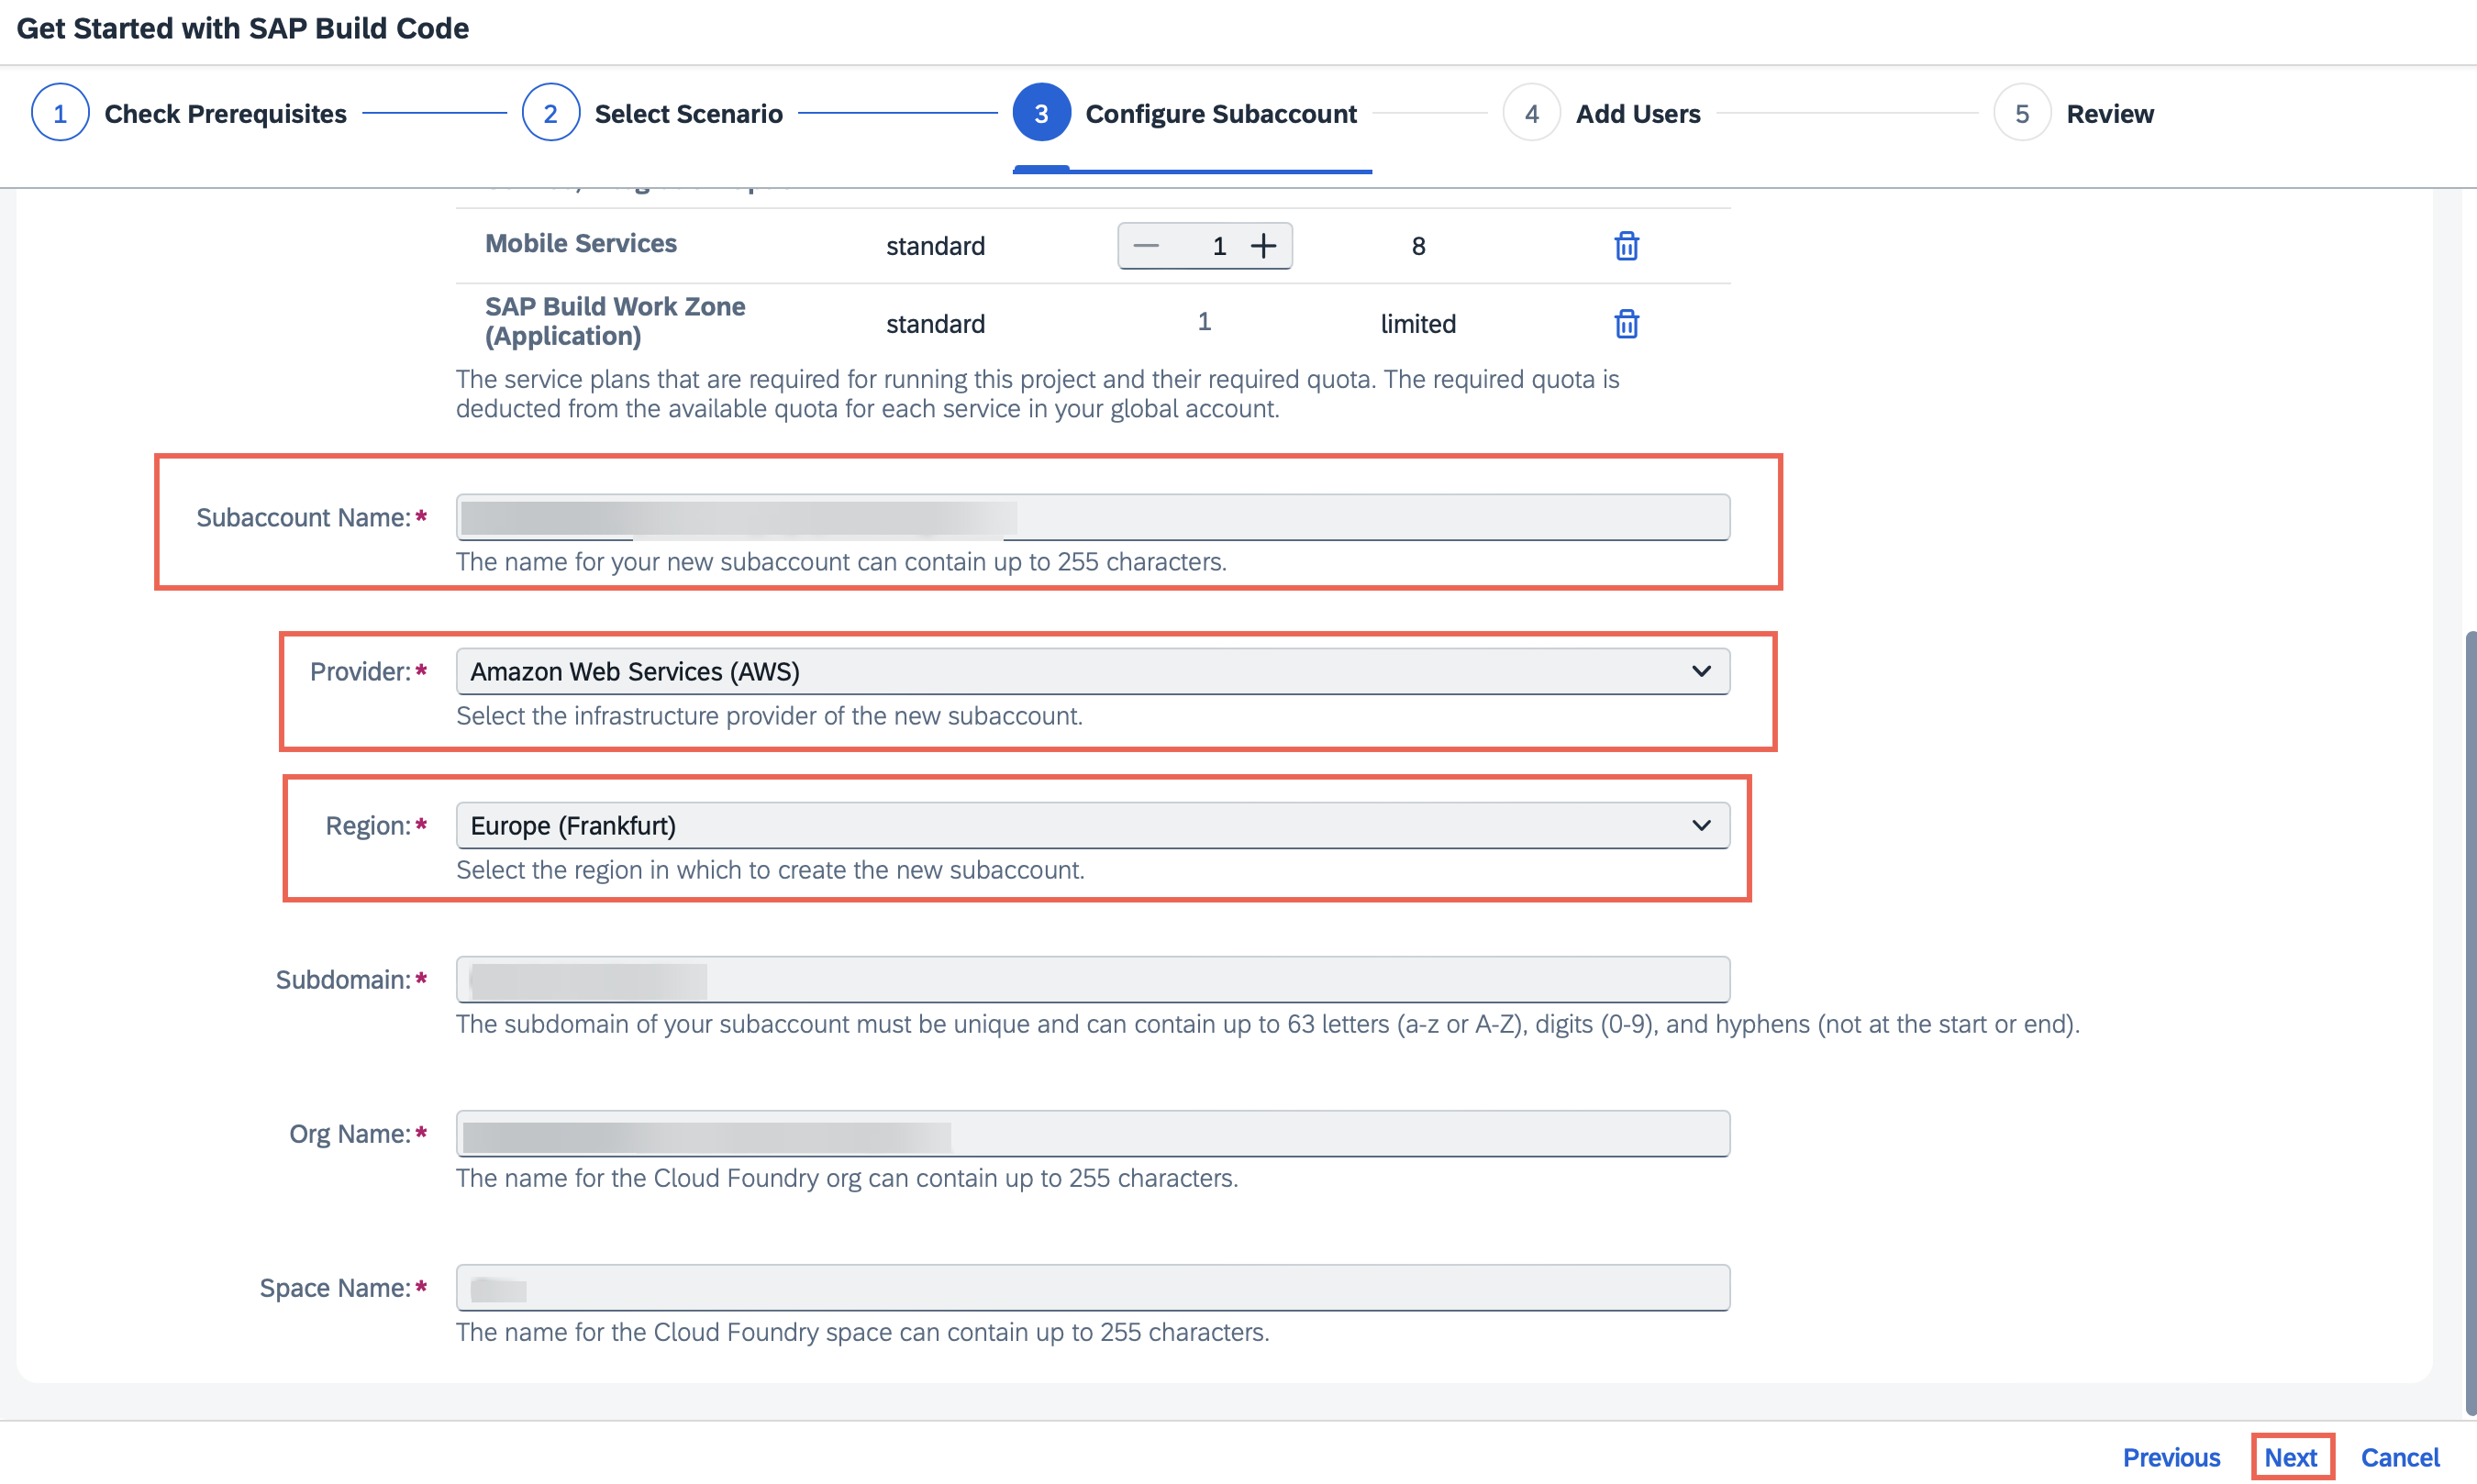 Get Started with SAP Build Code
1 Check Prerequisites 2 Select Scenario 3 Configure Subaccount 4 Add Users 5 Review
Mobile Services standard 1 8
SAP Build Work Zone (Application) standard 1 limited
The service plans that are required for running this project and their required quota. The required quota is
deducted from the available quota for each service in your global account.
Subaccount Name:*
The name for your new subaccount can contain up to 255 characters.
Provider:* Amazon Web Services (AWS)
Select the infrastructure provider of the new subaccount.
Region:* Europe (Frankfurt)
Select the region in which to create the new subaccount.
Subdomain:*
The subdomain of your subaccount must be unique and can contain up to 63 letters (a-z or A-Z), digits (0-9), and hyphens (not at the start or end).
Org Name:*
The name for the Cloud Foundry org can contain up to 255 characters.
Space Name:*
The name for the Cloud Foundry space can contain up to 255 characters.
Previous Next Cancel